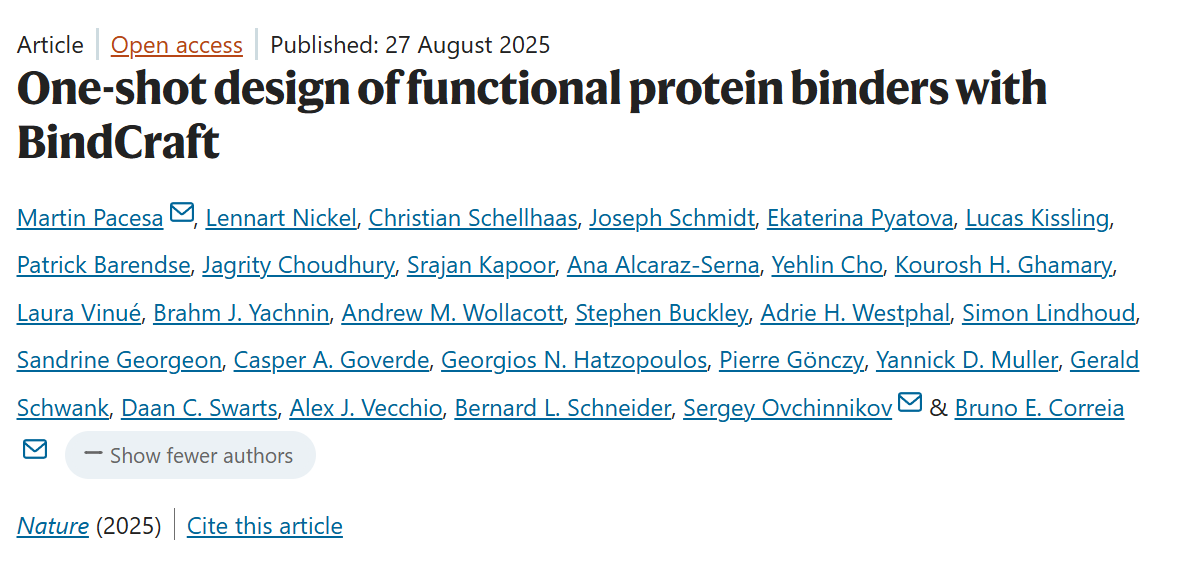 Article | Open access | Published: 27 August 2025
One-shot design of functional protein binders with
BindCraft
Martin Pacesa, Lennart Nickel, Christian Schellhaas, Joseph Schmidt, Ekaterina Pyatova, Lucas Kissling,
Patrick Barendse, Jagrity Choudhury, Srajan Kapoor, Ana Alcaraz-Serna, Yehlin Cho, Kourosh H. Ghamary,
Laura Vinué, Brahm J. Yachnin, Andrew M. Wollacott, Stephen Buckley, Adrie H. Westphal, Simon Lindhoud,
Sandrine Georgeon, Casper A. Goverde, Georgios N. Hatzopoulos, Pierre Gönczy, Yannick D. Muller, Gerald
Schwank, Daan C. Swarts, Alex J. Vecchio, Bernard L. Schneider, Sergey Ovchinnikov & Bruno E. Correia
— Show fewer authors
Nature (2025) | Cite this article